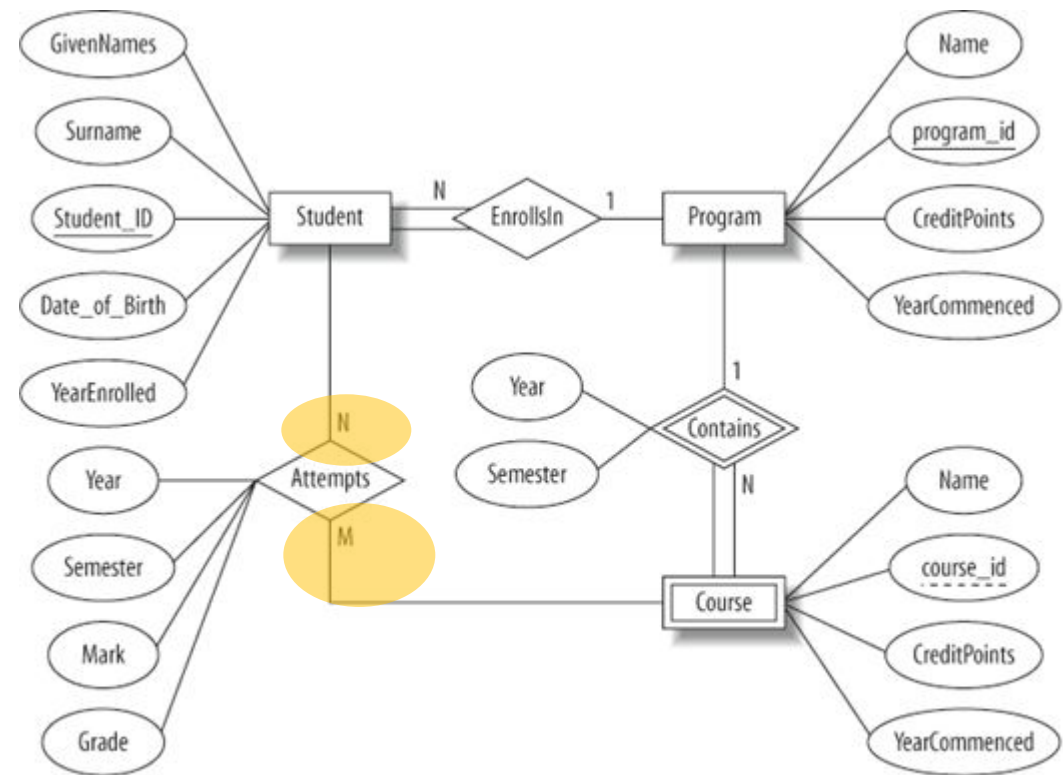 GivenNames
Name
Surname
program_id
N
1
Student_ID
Student
EnrollsIn
Program
CreditPoints
Date_of_Birth
YearCommenced
1
Year
YearEnrolled
N
Contains
Year
Attempts
Semester
N
Name
M
Semester
course_id
Course
Mark
CreditPoints
Grade
YearCommenced